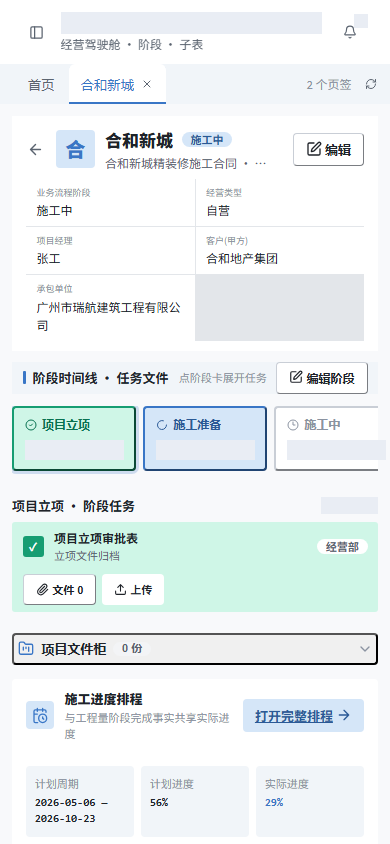 经营驾驶舱 • 阶段 • 子表
首页
合和新城
2 个页签
合
合和新城
施工中
合和新城精装修施工合同 • ...
编辑
业务流程阶段
施工中
经营类型
自营
项目经理
张工
客户(甲方)
合和地产集团
承包单位
广州市瑞航建筑工程有限公
司
阶段时间线 • 任务文件
点阶段卡展开任务
编辑阶段
项目立项
施工准备
施工中
项目立项 • 阶段任务
项目立项审批表
立项文件归档
经营部
文件 0
上传
项目文件柜
0 份
施工进度排程
与工程量阶段完成事实共享实际进
度
打开完整排程
计划周期
2026-05-06 —
2026-10-23
计划进度
56%
实际进度
29%